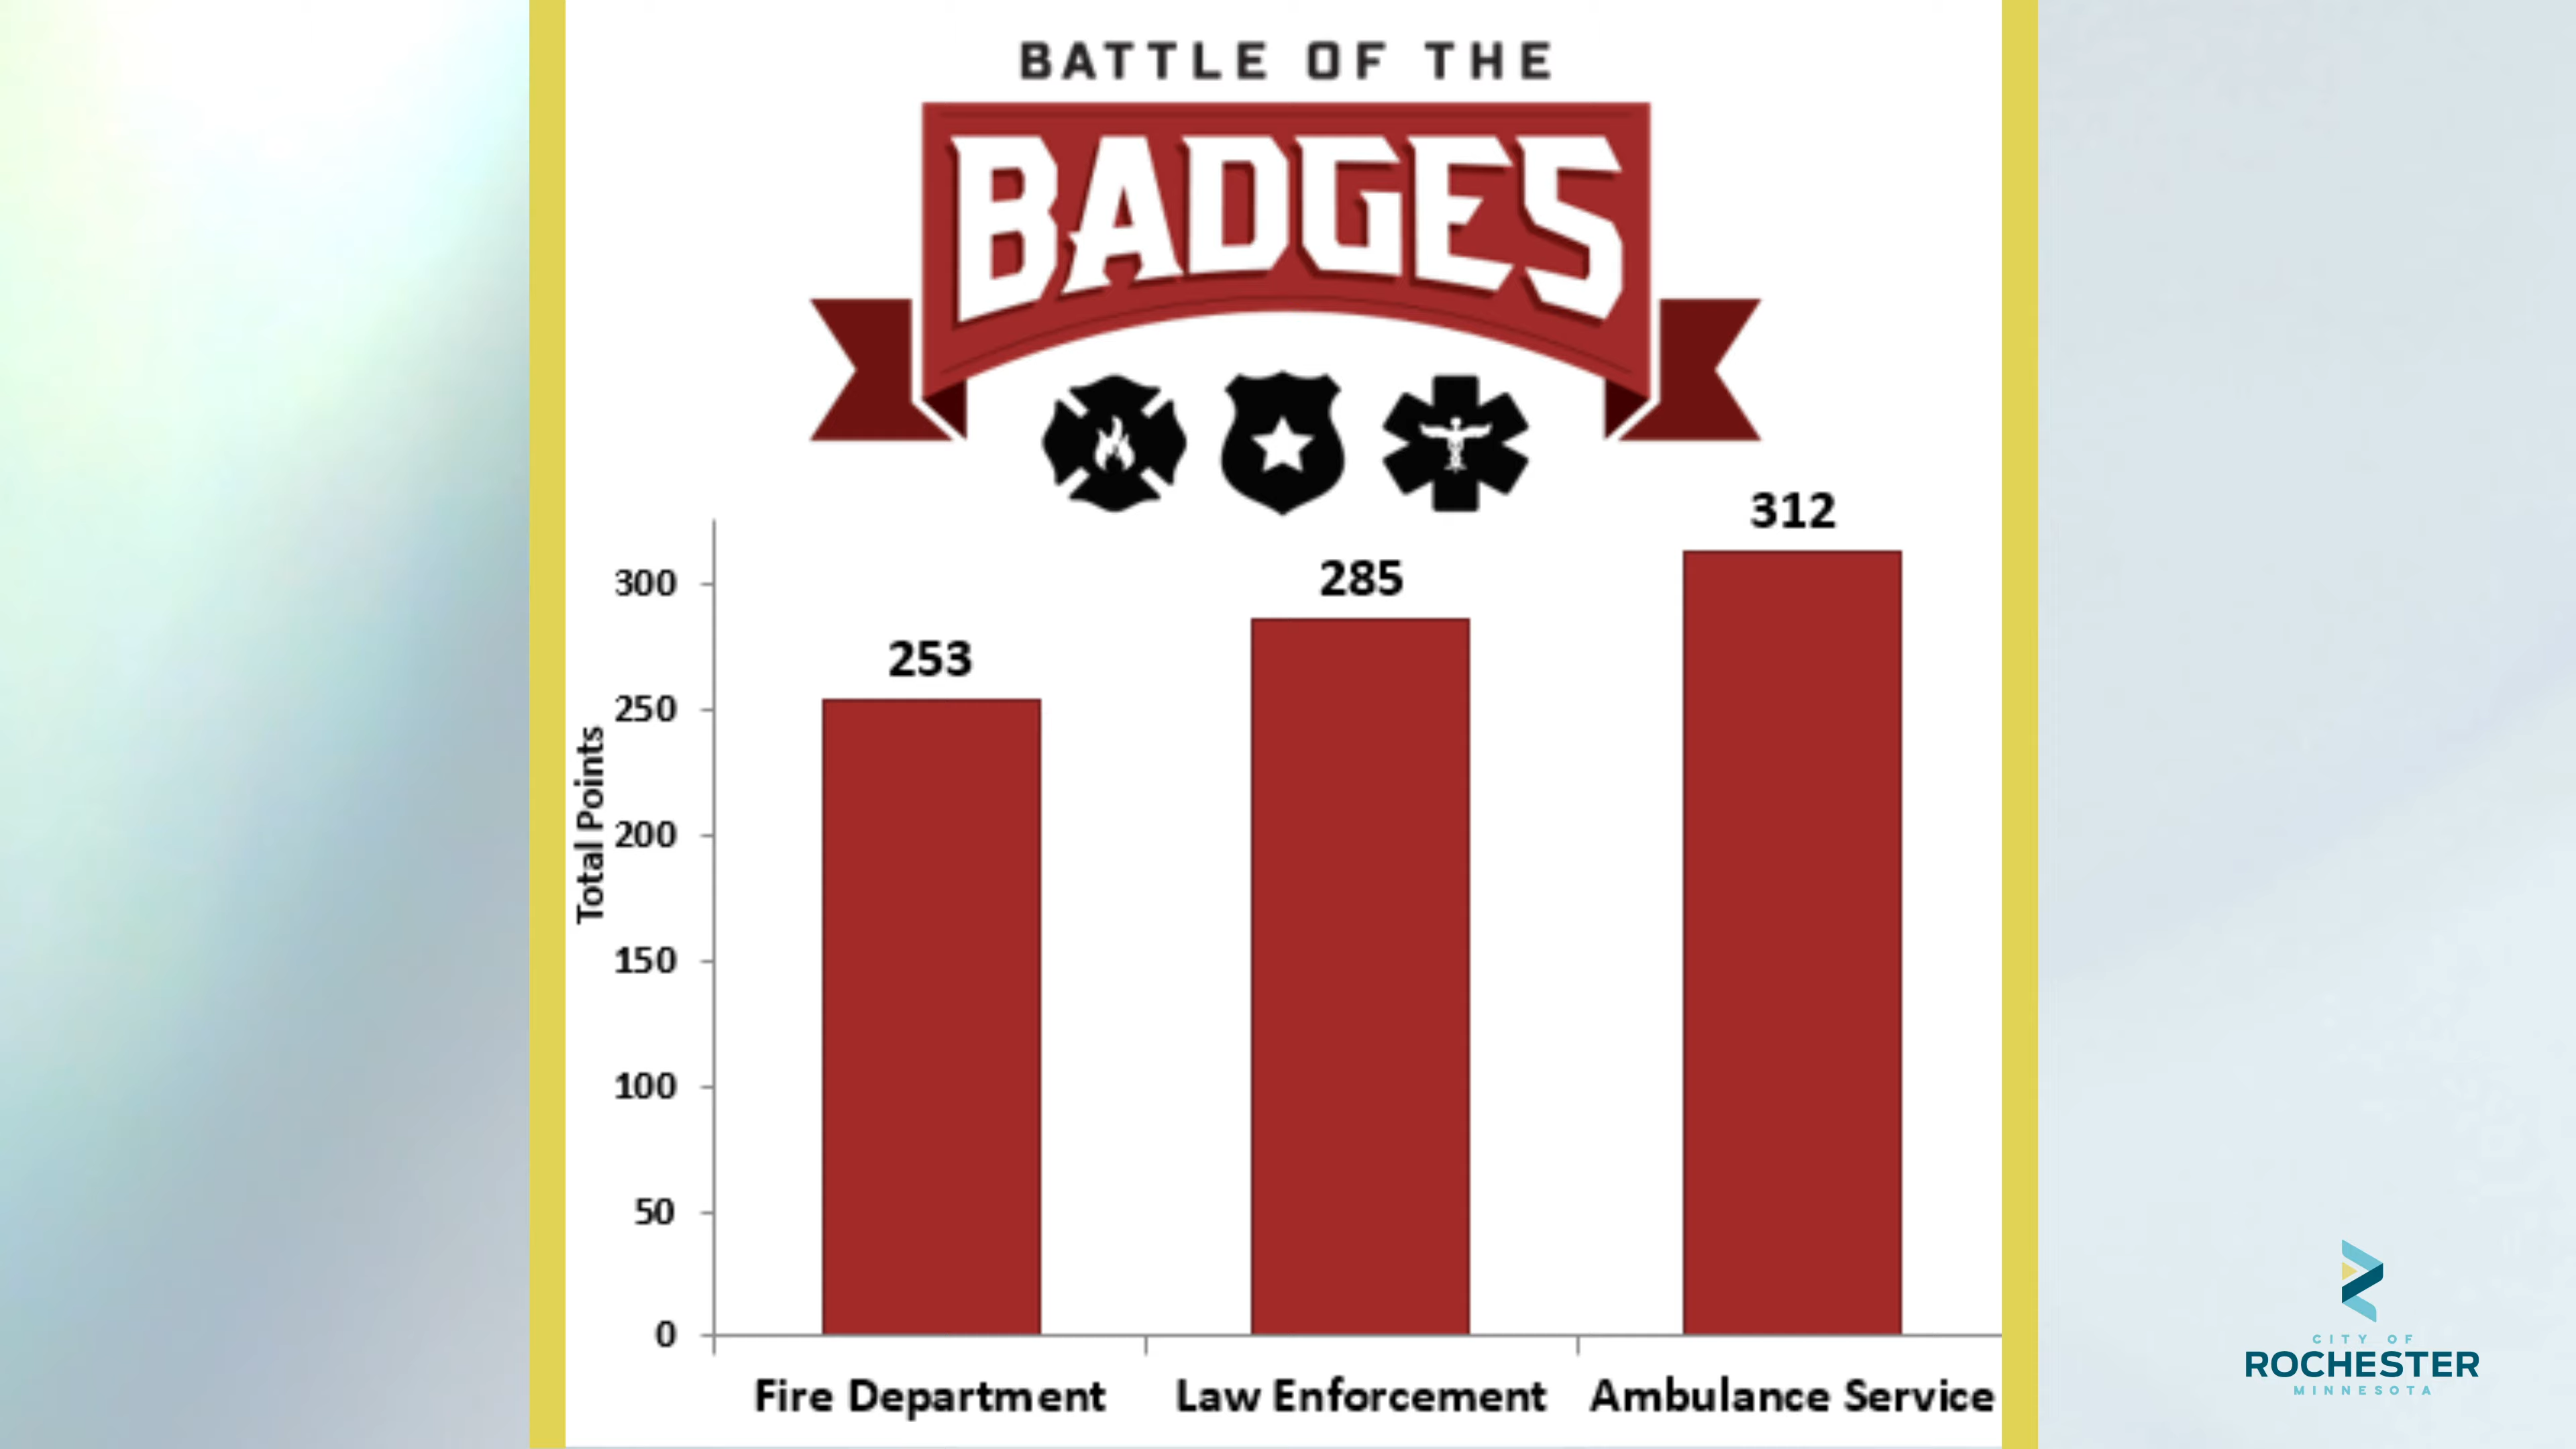 BATTLE OF THE
BADGES
312
285
253
300
250
200
150
100
50
0
Total Points
Fire Department
Law Enforcement
Ambulance Service
CITY OF
ROCHESTER
MINNESOTA